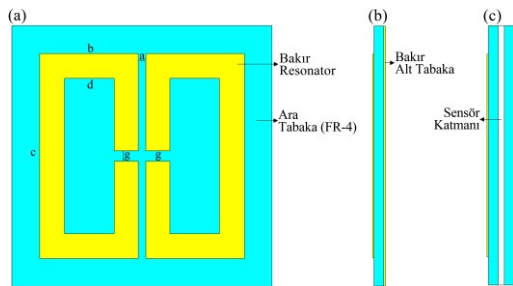 (a)
(b)
(c)
b
a
Bakır
Resonator
Bakır
Alt Tabaka
d
Ara
Tabaka (FR-4)
Sensör
Katmanı
c
g
g